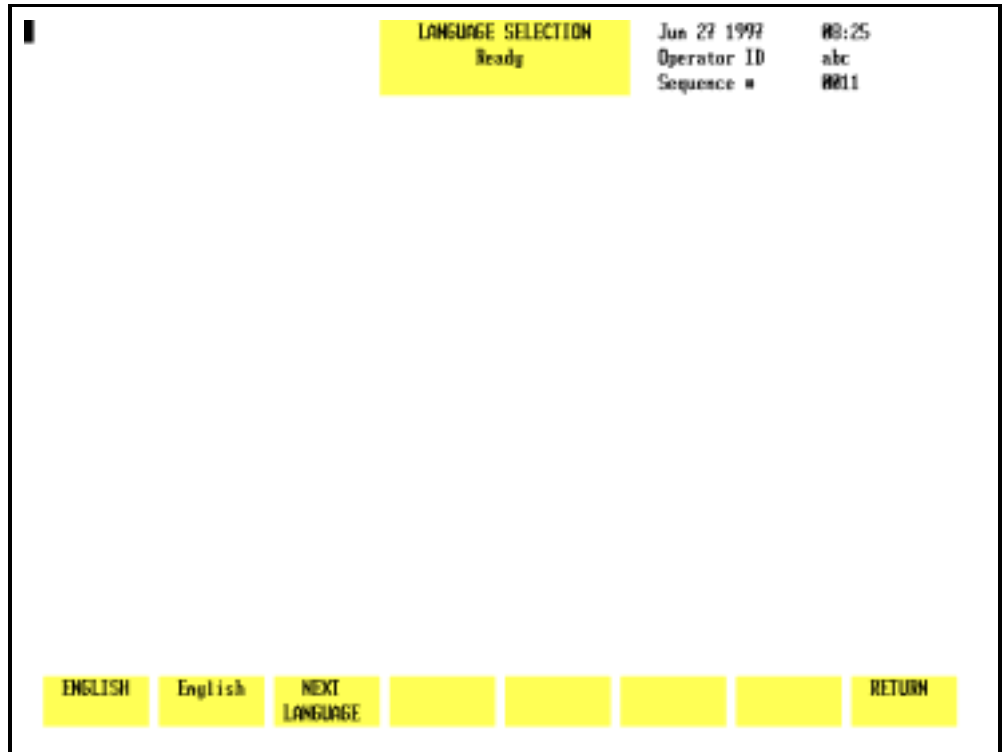 LANGUAGE SELECTION
Ready
Jun 27 1997 08:25
Operator ID abc
Sequence # 0011
ENGLISH
English
NEXT
LANGUAGE
RETURN